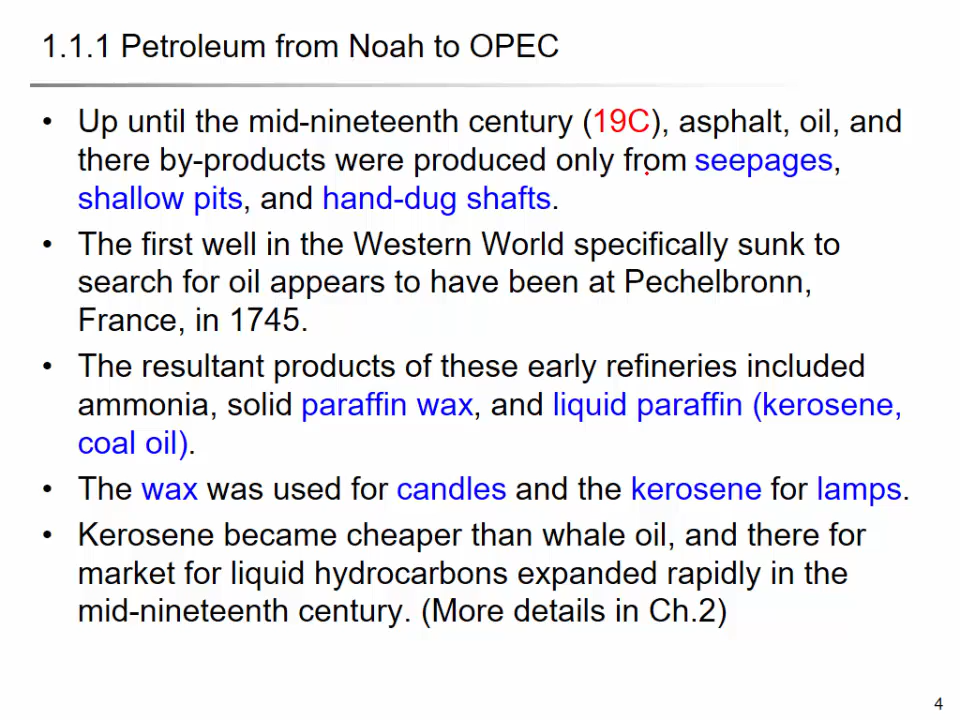 1.1.1 Petroleum from Noah to OPEC
• Up until the mid-nineteenth century (19C), asphalt, oil, and
there by-products were produced only from seepages,
shallow pits, and hand-dug shafts.
• The first well in the Western World specifically sunk to
search for oil appears to have been at Pechelbronn,
France, in 1745.
• The resultant products of these early refineries included
ammonia, solid paraffin wax, and liquid paraffin (kerosene,
coal oil).
• The wax was used for candles and the kerosene for lamps.
• Kerosene became cheaper than whale oil, and there for
market for liquid hydrocarbons expanded rapidly in the
mid-nineteenth century. (More details in Ch.2)
4